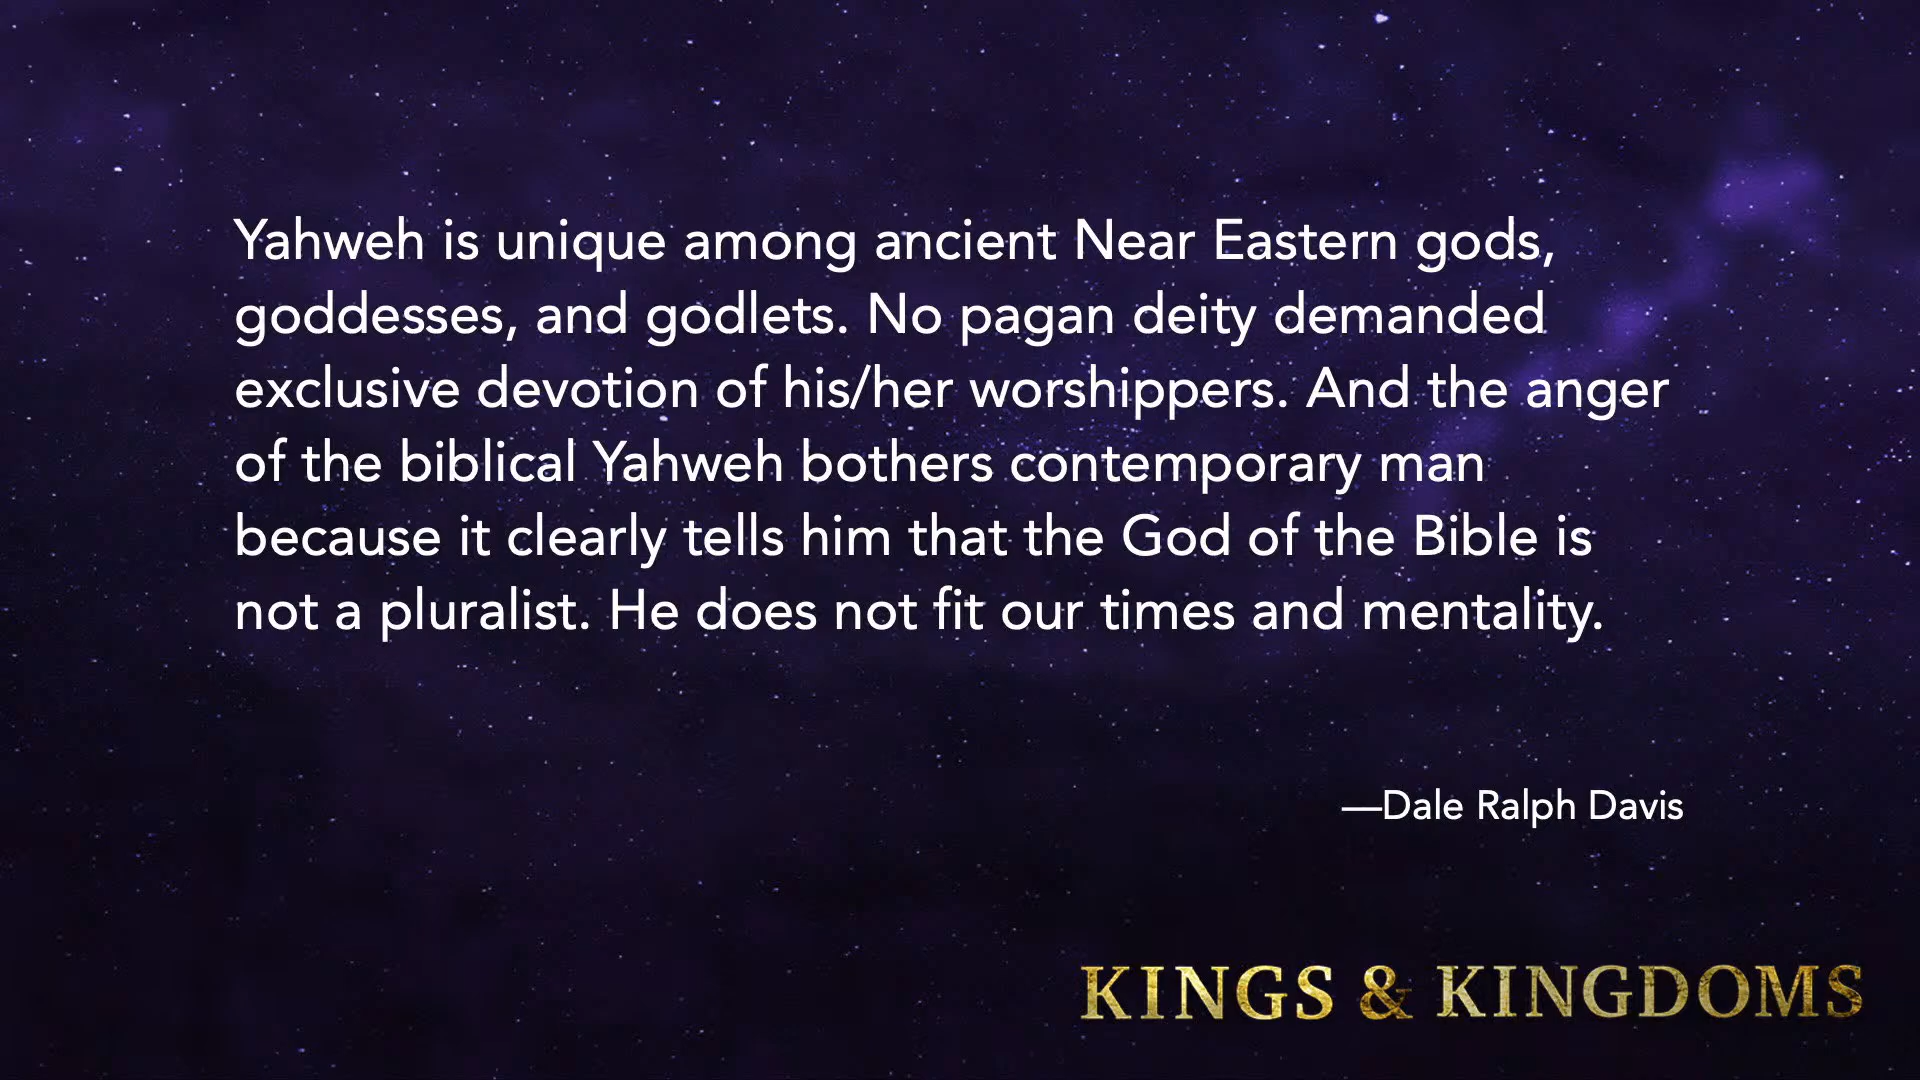 Yahweh is unique among ancient Near Eastern gods,
goddesses, and godlets. No pagan deity demanded
exclusive devotion of his/her worshippers. And the anger
of the biblical Yahweh bothers contemporary man
because it clearly tells him that the God of the Bible is
not a pluralist. He does not fit our times and mentality.
—Dale Ralph Davis
KINGS & KINGDOMS